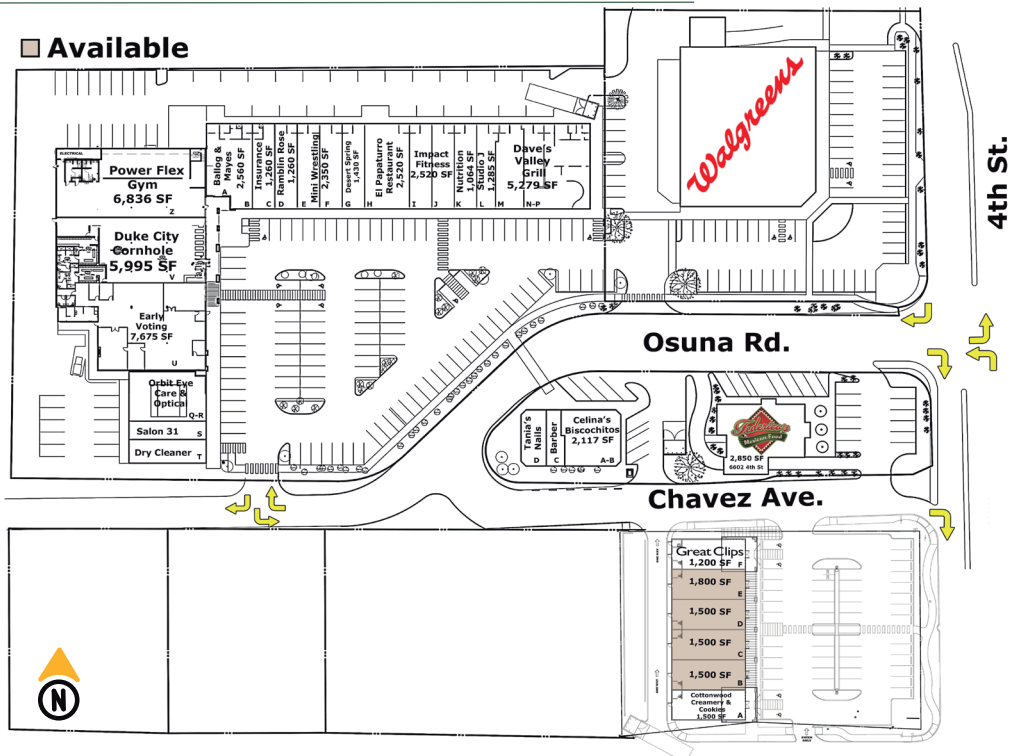 Available
ELECTRICAL
Power Flex
Gym
6,836 SF
Z
Duke City
Cornhole
5,995 SF
V
Early
Voting
7,675 SF
U
Orbit Eye
Care &
Optical
Q-R
Salon 31
S
Dry Cleaner
T
Ballog &
Mayes
2,560 SF
A
B
Insurance
1,260 SF
C
Ramblin Rose
1,260 SF
D
Mini Wrestling
2,350 SF
E
F
Desert Spring
1,430 SF
G
El Papaturro
Restaurant
2,520 SF
H
I
Impact
Fitness
2,520 SF
J
Nutrition
1,064 SF
K
Studio J
1,285 SF
L
M
Dave's
Valley
Grill
5,279 SF
N-P
Walgreens
4th St.
Osuna Rd.
Tania's
Nails
D
Barber
C
Celina's
Biscochitos
2,117 SF
A-B
Mexican Food
2,850 SF
6602 4th St
Chavez Ave.
Great Clips
1,200 SF
F
1,800 SF
E
1,500 SF
D
1,500 SF
C
1,500 SF
B
Cottonwood
Creamery &
Cookies
1,500 SF
A
N